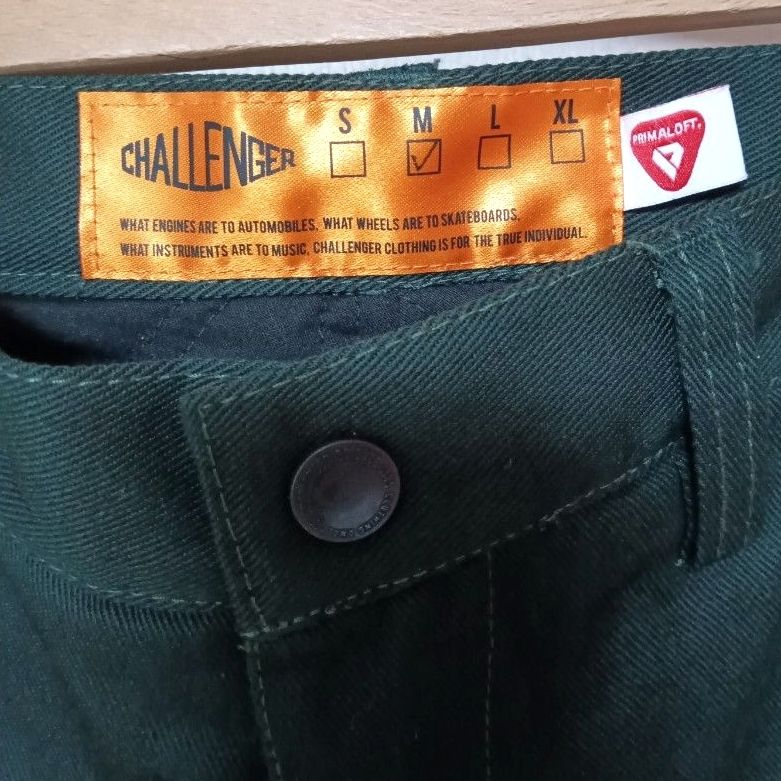 CHALLENGER
S M L XL
WHAT ENGINES ARE TO AUTOMOBILES, WHAT WHEELS ARE TO SKATEBOARDS,
WHAT INSTRUMENTS ARE TO MUSIC, CHALLENGER CLOTHING IS FOR THE TRUE INDIVIDUAL.
PRIMALOFT®